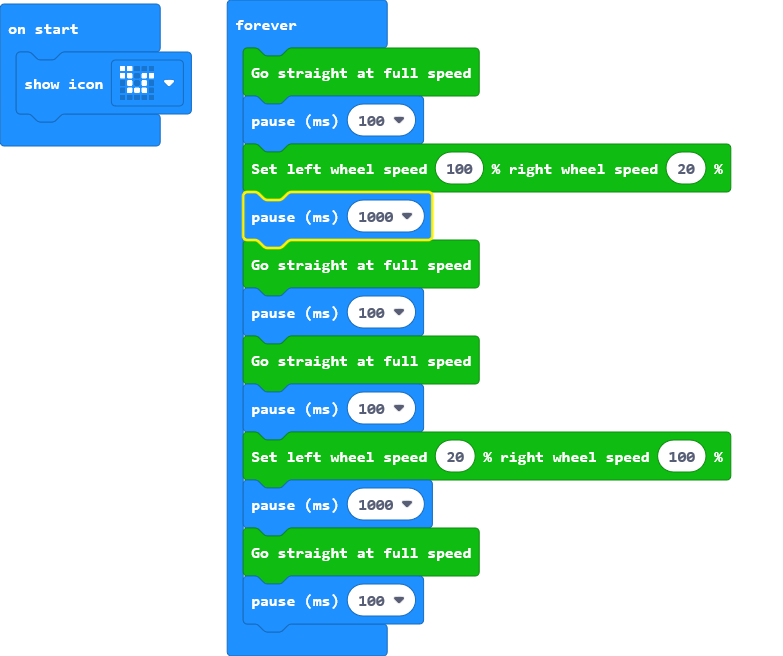 on start
show icon
forever
Go straight at full speed
pause (ms) 100
Set left wheel speed 100 % right wheel speed 20 %
pause (ms) 1000
Go straight at full speed
pause (ms) 100
Go straight at full speed
pause (ms) 100
Set left wheel speed 20 % right wheel speed 100 %
pause (ms) 1000
Go straight at full speed
pause (ms) 100